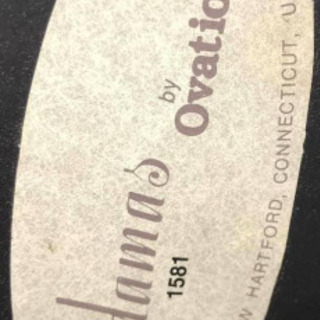 damas
by
Ovatio
1581
W HARTFORD, CONNECTICUT, U